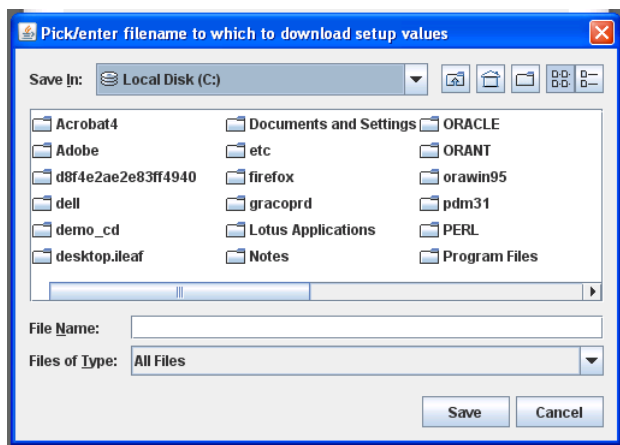 Pick/enter filename to which to download setup values
Save In: Local Disk (C:)
Acrobat4 Documents and Settings ORACLE
Adobe etc ORANT
d8f4e2ae2e83ff4940 firefox orawin95
dell gracoprd pdm31
demo_cd Lotus Applications PERL
desktop.ileaf Notes Program Files
File Name:
Files of Type: All Files
Save Cancel